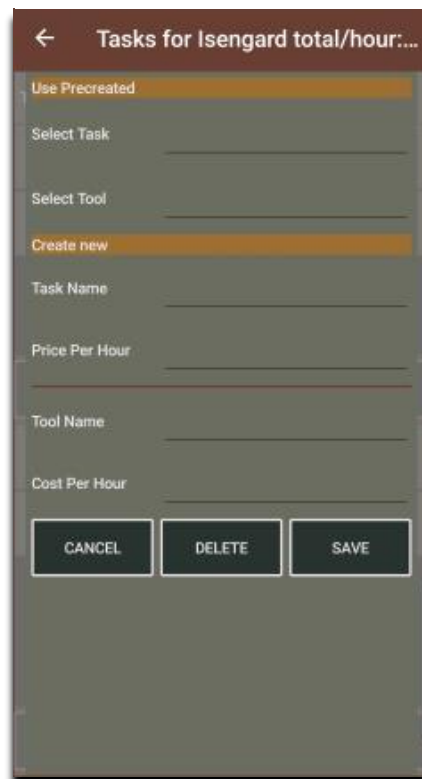 Tasks for Isengard total/hour:...
Use Precreated
Select Task
Select Tool
Create new
Task Name
Price Per Hour
Tool Name
Cost Per Hour
CANCEL DELETE SAVE